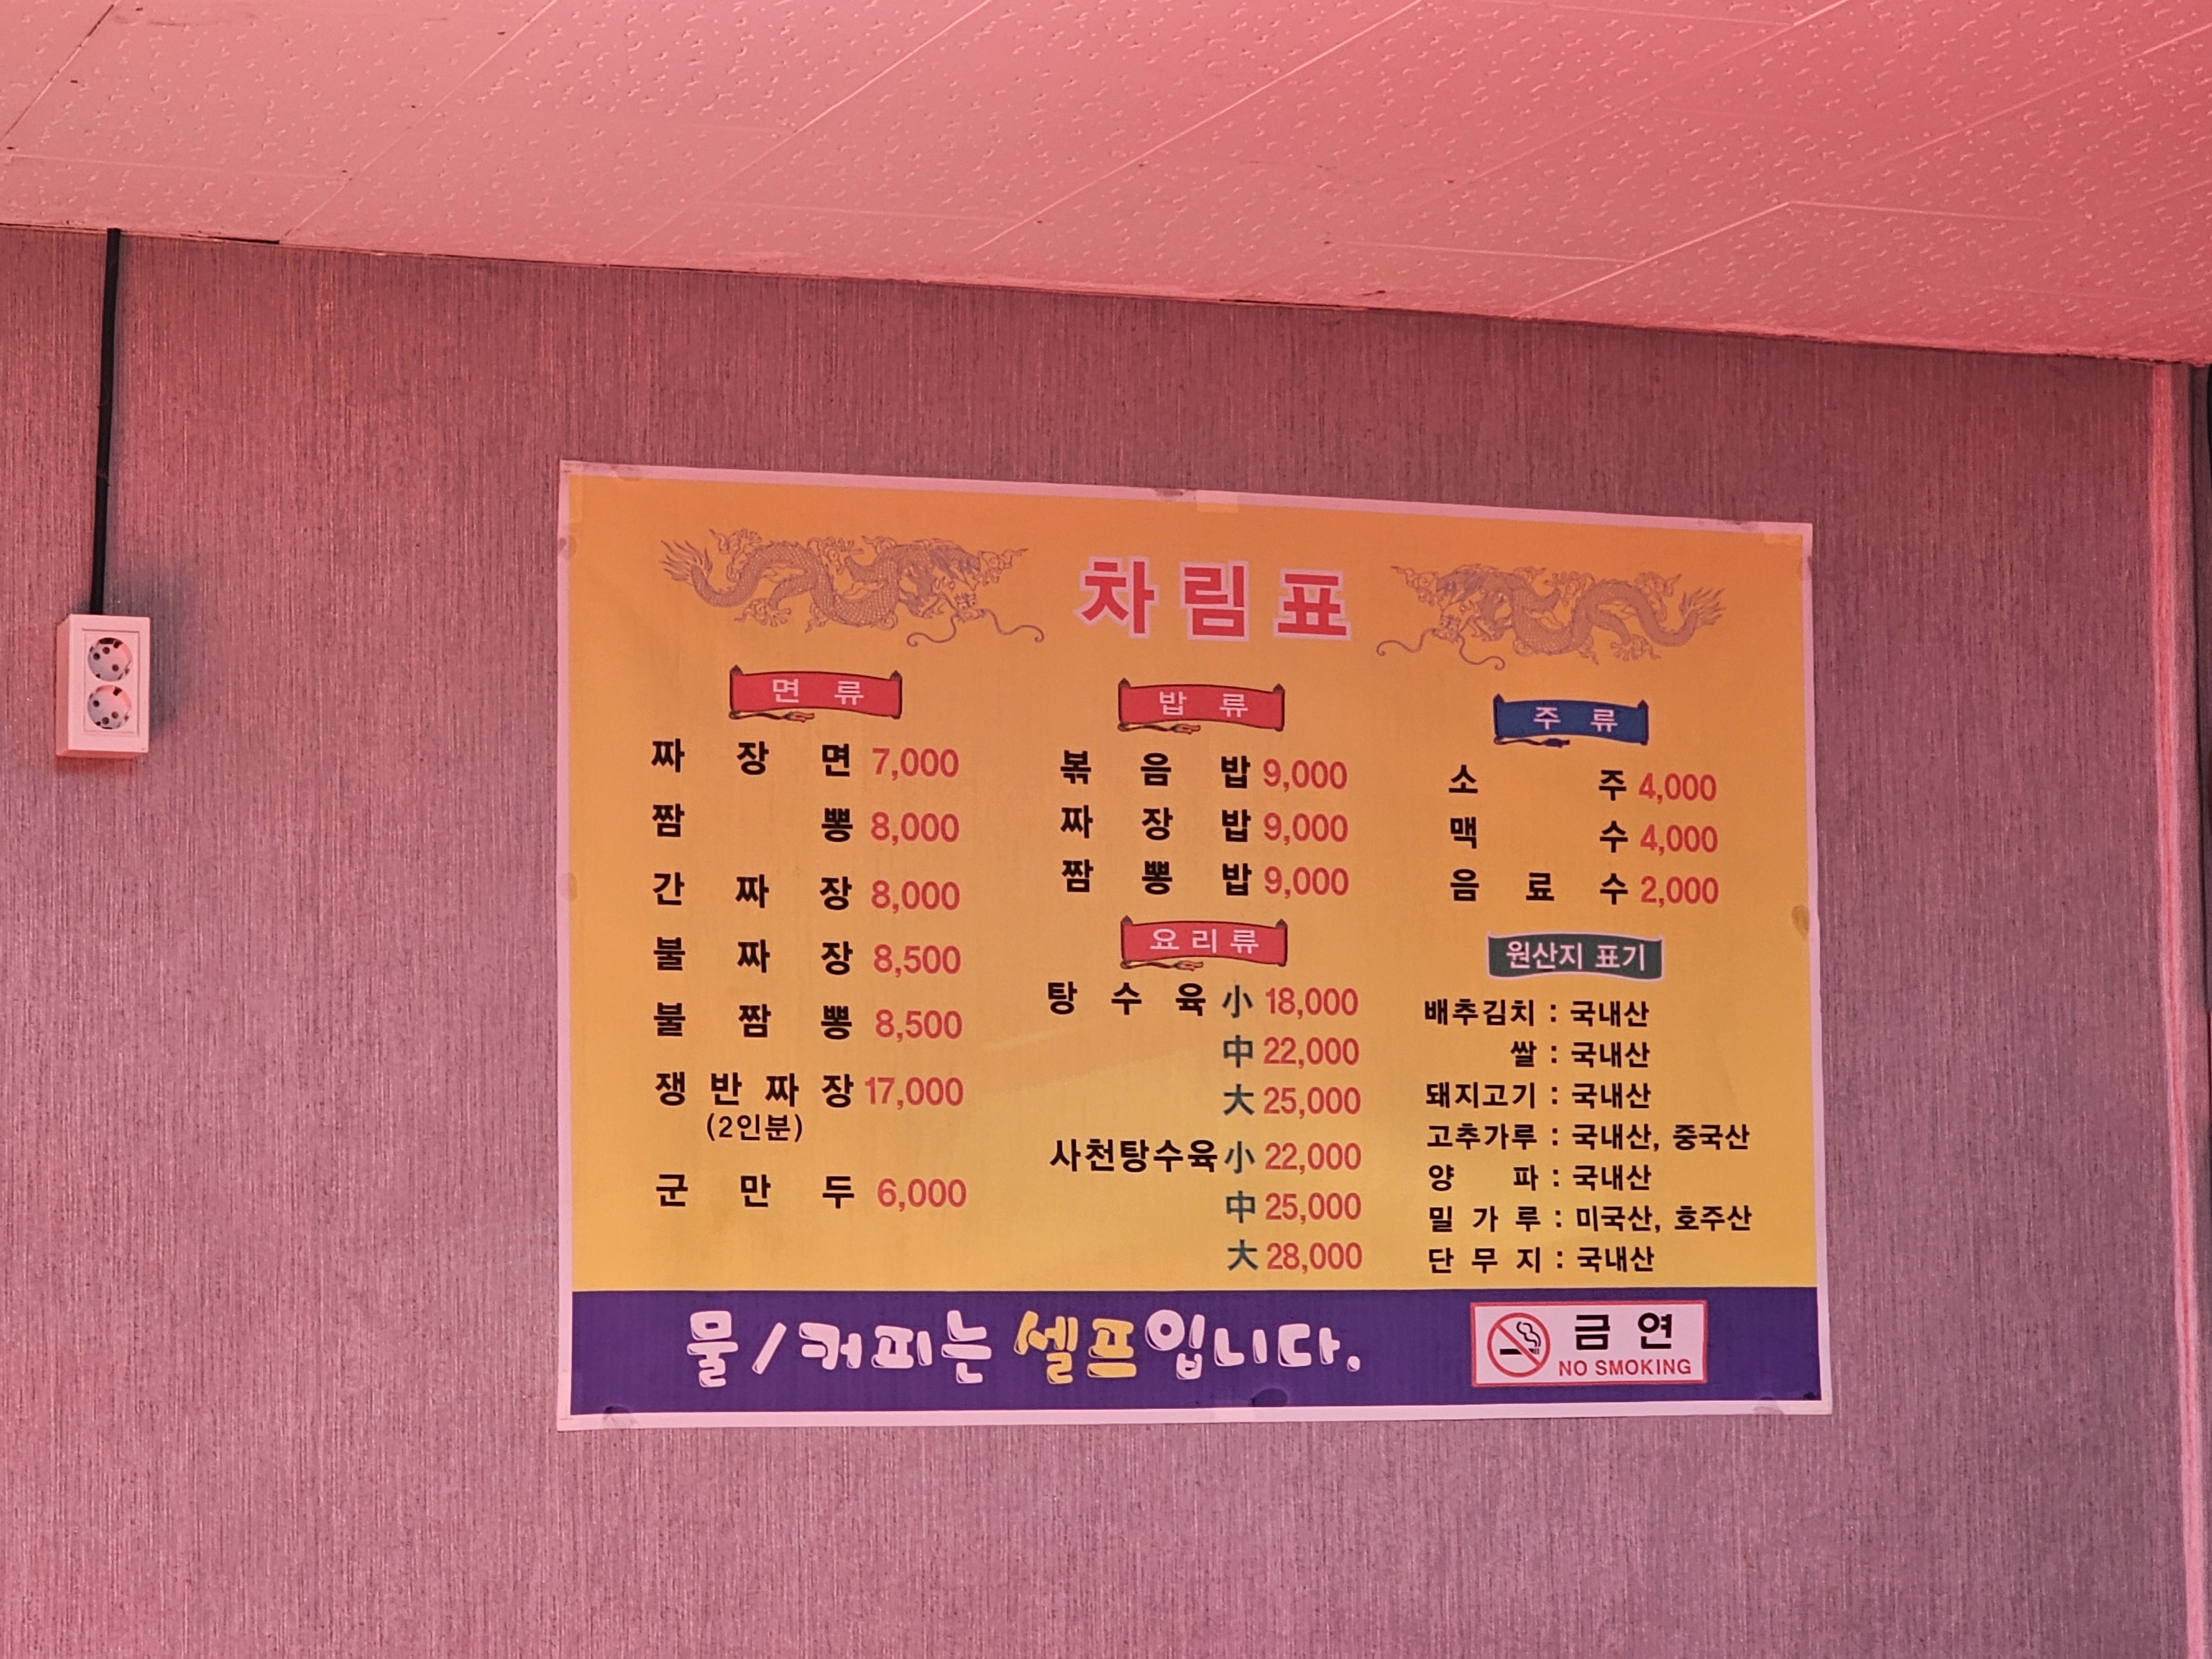 차림표
면 류
짜 장 면 7,000
짬 뽕 8,000
간 짜 장 8,000
불 짜 장 8,500
불 짬 뽕 8,500
쟁 반 짜 장 17,000
(2인분)
군 만 두 6,000
밥 류
볶 음 밥 9,000
짜 장 밥 9,000
짬 뽕 밥 9,000
요 리 류
탕 수 육 小 18,000
中 22,000
大 25,000
사천탕수육 小 22,000
中 25,000
大 28,000
주 류
소 주 4,000
맥 수 4,000
음 료 수 2,000
원산지 표기
배추김치 : 국내산
쌀 : 국내산
돼지고기 : 국내산
고추가루 : 국내산, 중국산
양 파 : 국내산
밀 가 루 : 미국산, 호주산
단 무 지 : 국내산
물/커피는 셀프입니다.
금 연
NO SMOKING